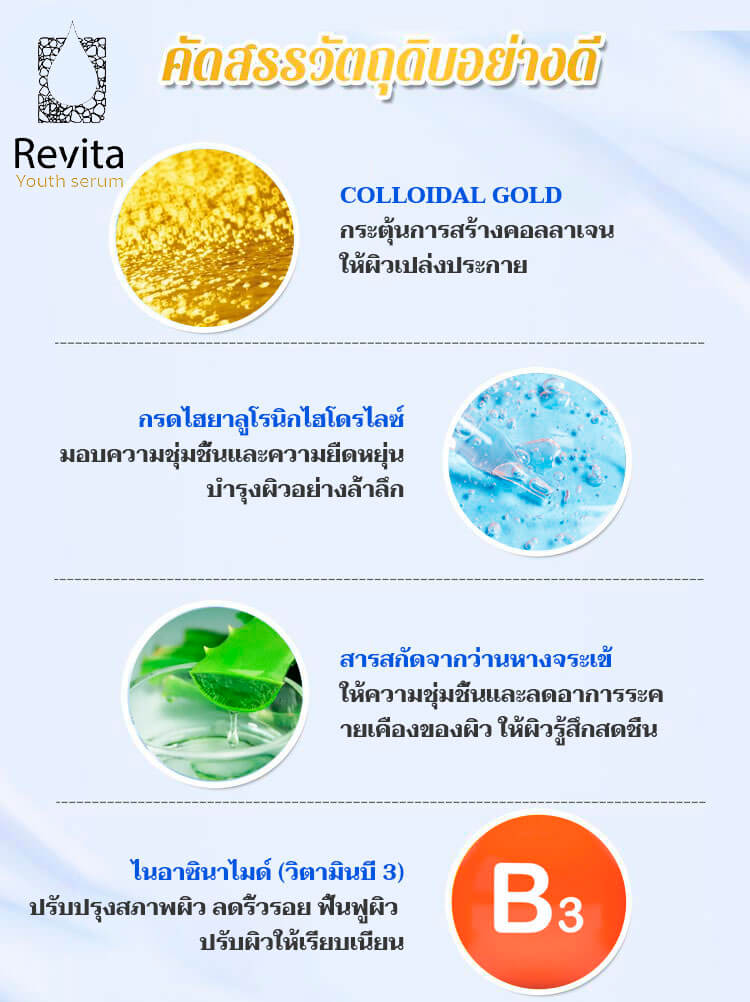 คัดสรรวัตถุดิบอย่างดี
Revita
Youth serum
COLLOIDAL GOLD
กระตุ้นการสร้างคอลลาเจน
ให้ผิวเปล่งประกาย
กรดไฮยาลูโรนิกไฮโดรไลซ์
มอบความชุ่มชื้นและความยืดหยุ่น
บำรุงผิวอย่างล้ำลึก
สารสกัดจากว่านหางจระเข้
ให้ความชุ่มชื้นและลดอาการระค
ายเคืองของผิว ให้ผิวรู้สึกสดชื่น
ไนอาซินาไมด์ (วิตามินบี 3)
ปรับปรุงสภาพผิว ลดริ้วรอย ฟื้นฟูผิว
ปรับผิวให้เรียบเนียน
B3